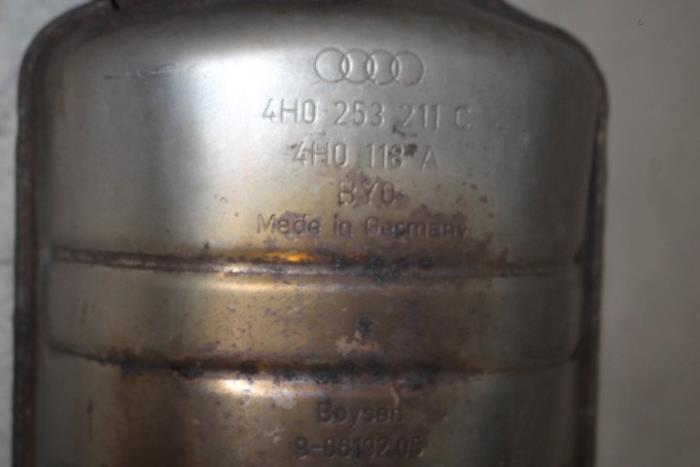 4H0 253 211 C
4H0 118 A
BYO
Made in Germany
Boysen